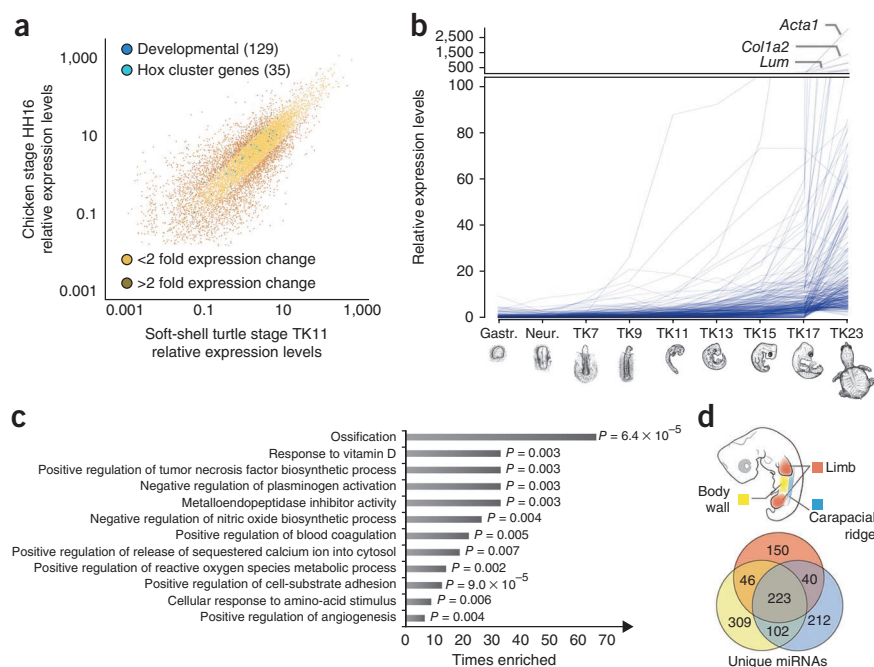 a
1,000
10
0.1
0.001
Chicken stage HH16
relative expression levels
Developmental (129)
Hox cluster genes (35)
<2 fold expression change
>2 fold expression change
0.001 0.1 10 1,000
Soft-shell turtle stage TK11
relative expression levels
b
2,500
1,500
500
100
80
60
40
20
0
Relative expression levels
Acta1
Col1a2
Lum
Gastr. Neur. TK7 TK9 TK11 TK13 TK15 TK17 TK23
c
Ossification P = 6.4 × 10⁻⁵
Response to vitamin D P = 0.003
Positive regulation of tumor necrosis factor biosynthetic process P = 0.003
Negative regulation of plasminogen activation P = 0.003
Metalloendopeptidase inhibitor activity P = 0.003
Negative regulation of nitric oxide biosynthetic process P = 0.004
Positive regulation of blood coagulation P = 0.005
Positive regulation of release of sequestered calcium ion into cytosol P = 0.007
Positive regulation of reactive oxygen species metabolic process P = 0.002
Positive regulation of cell-substrate adhesion P = 9.0 × 10⁻⁵
Cellular response to amino-acid stimulus P = 0.006
Positive regulation of angiogenesis P = 0.004
0 10 20 30 40 50 60 70
Times enriched
d
Limb
Body
wall
Carapacial
ridge
150
46 40
223
309 102 212
Unique miRNAs